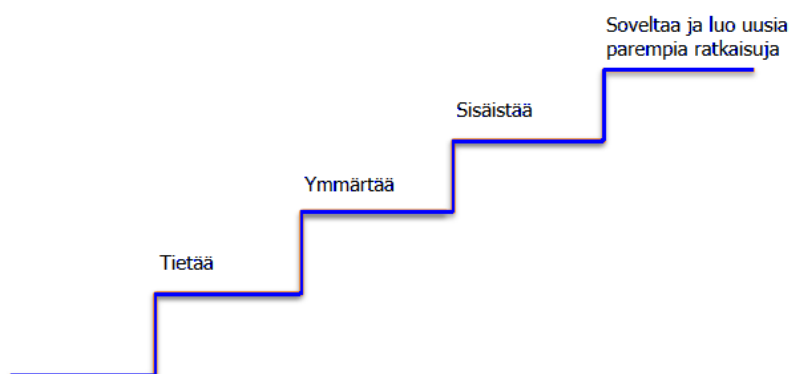 Soveltaa ja luo uusia
parempia ratkaisuja
Sisäistää
Ymmärtää
Tietää